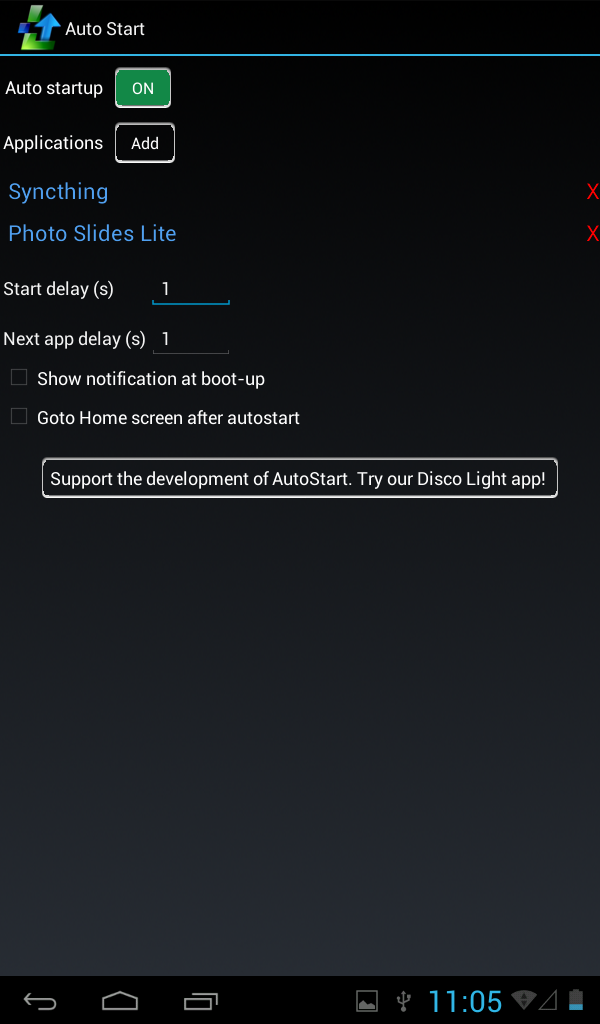 Auto Start
Auto startup ON
Applications Add
Syncthing X
Photo Slides Lite X
Start delay (s) 1
Next app delay (s) 1
Show notification at boot-up
Goto Home screen after autostart
Support the development of AutoStart. Try our Disco Light app!
11:05